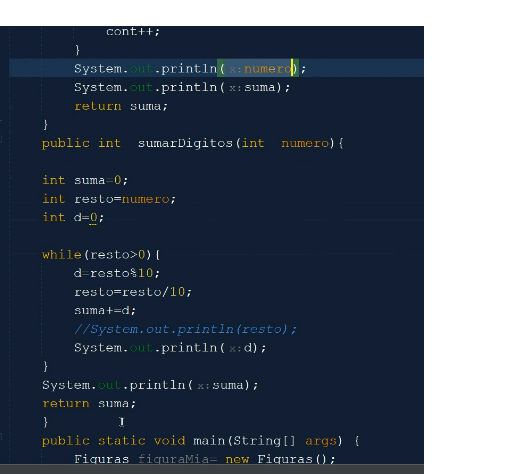 cont++;
}
System.out.println( x: numero);
System.out.println( x: suma);
return suma;
}
public int  sumarDigitos(int  numero){
int suma=0;
int resto=numero;
int d=0;
while(resto>0){
d=resto%10;
resto=resto/10;
suma+=d;
//System.out.println(resto);
System.out.println( x: d);
}
System.out.println( x: suma);
return suma;
}
public static void main(String[] args) {
Figuras figuraMia= new Figuras();